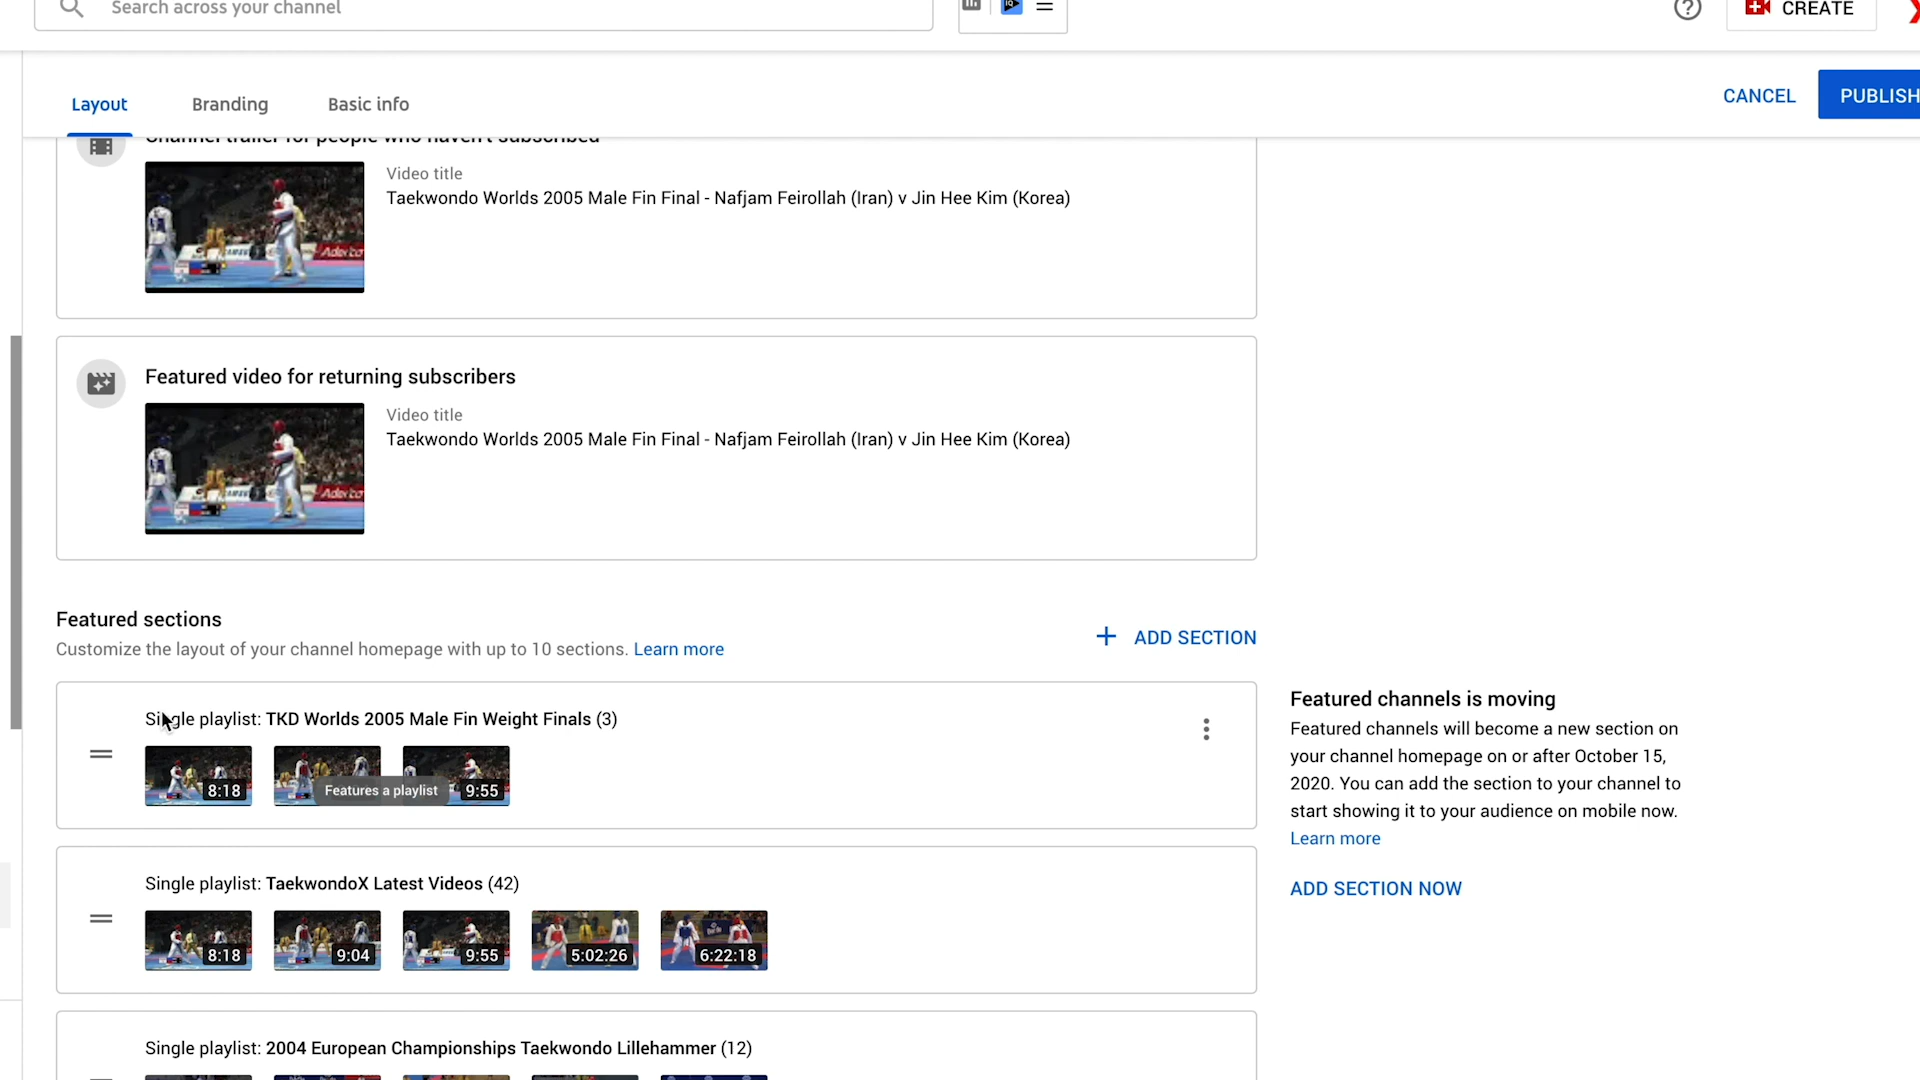 Search across your channel
CREATE
Layout
Branding
Basic info
CANCEL
PUBLISH
Channel trailer for people who haven't subscribed
Video title
Taekwondo Worlds 2005 Male Fin Final - Nafjam Feirollah (Iran) v Jin Hee Kim (Korea)
Featured video for returning subscribers
Video title
Taekwondo Worlds 2005 Male Fin Final - Nafjam Feirollah (Iran) v Jin Hee Kim (Korea)
Featured sections
Customize the layout of your channel homepage with up to 10 sections. Learn more
ADD SECTION
Single playlist: TKD Worlds 2005 Male Fin Weight Finals (3)
8:18
Features a playlist
9:55
Featured channels is moving
Featured channels will become a new section on
your channel homepage on or after October 15,
2020. You can add the section to your channel to
start showing it to your audience on mobile now.
Learn more
ADD SECTION NOW
Single playlist: TaekwondoX Latest Videos (42)
8:18
9:04
9:55
5:02:26
6:22:18
Single playlist: 2004 European Championships Taekwondo Lillehammer (12)